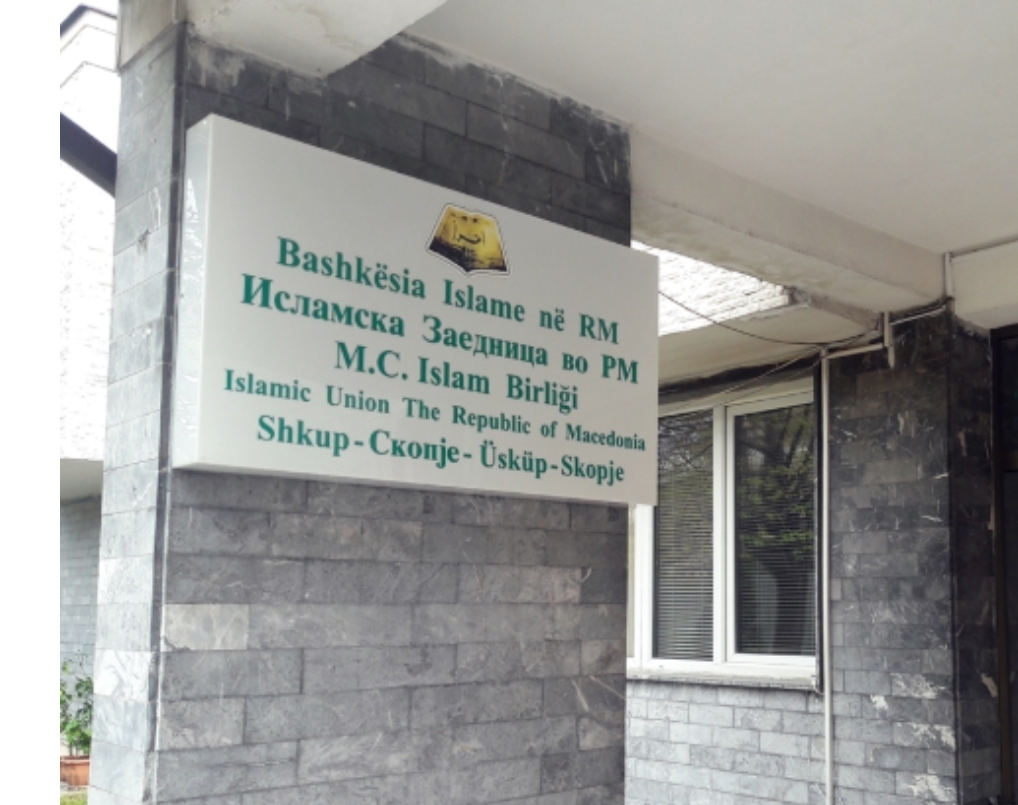 اقرأ
Bashkësia Islame në RM
Исламска Заедница во РМ
M.C. Islam Birliği
Islamic Union The Republic of Macedonia
Shkup - Скопје - Üsküp - Skopje